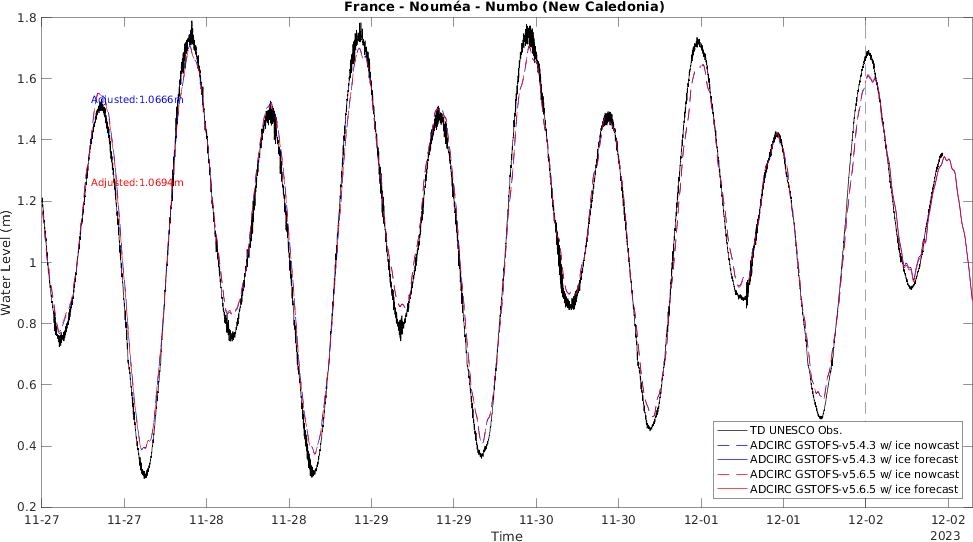 France - Nouméa - Numbo (New Caledonia)
Water Level (m)
1.8
1.6
1.4
1.2
1
0.8
0.6
0.4
0.2
Adjusted:1.0666m
Adjusted:1.0694m
TD UNESCO Obs.
ADCIRC GSTOFS-v5.4.3 w/ ice nowcast
ADCIRC GSTOFS-v5.4.3 w/ ice forecast
ADCIRC GSTOFS-v5.6.5 w/ ice nowcast
ADCIRC GSTOFS-v5.6.5 w/ ice forecast
11-27 11-27 11-28 11-28 11-29 11-29 11-30 11-30 12-01 12-01 12-02 12-02
2023
Time